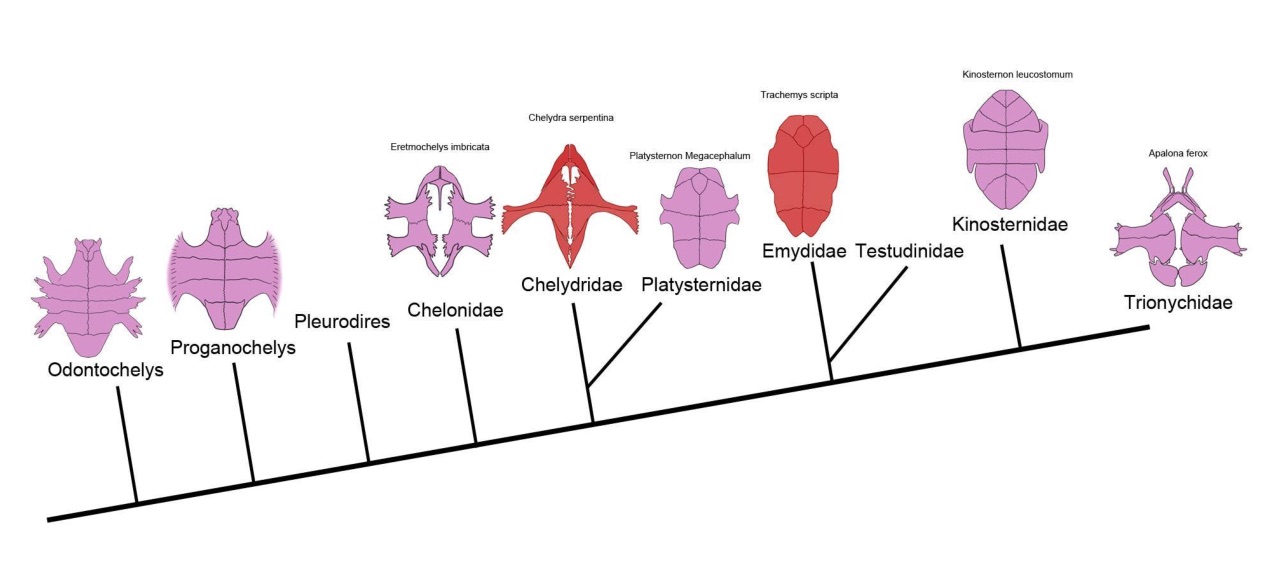 Kinosternon leucostomum
Trachemys scripta
Chelydra serpentina
Eretmochelys imbricata
Platysternon Megacephalum
Apalona ferox
Kinosternidae
Emydidae
Testudinidae
Chelydridae
Platysternidae
Trionychidae
Chelonidae
Pleurodires
Proganochelys
Odontochelys